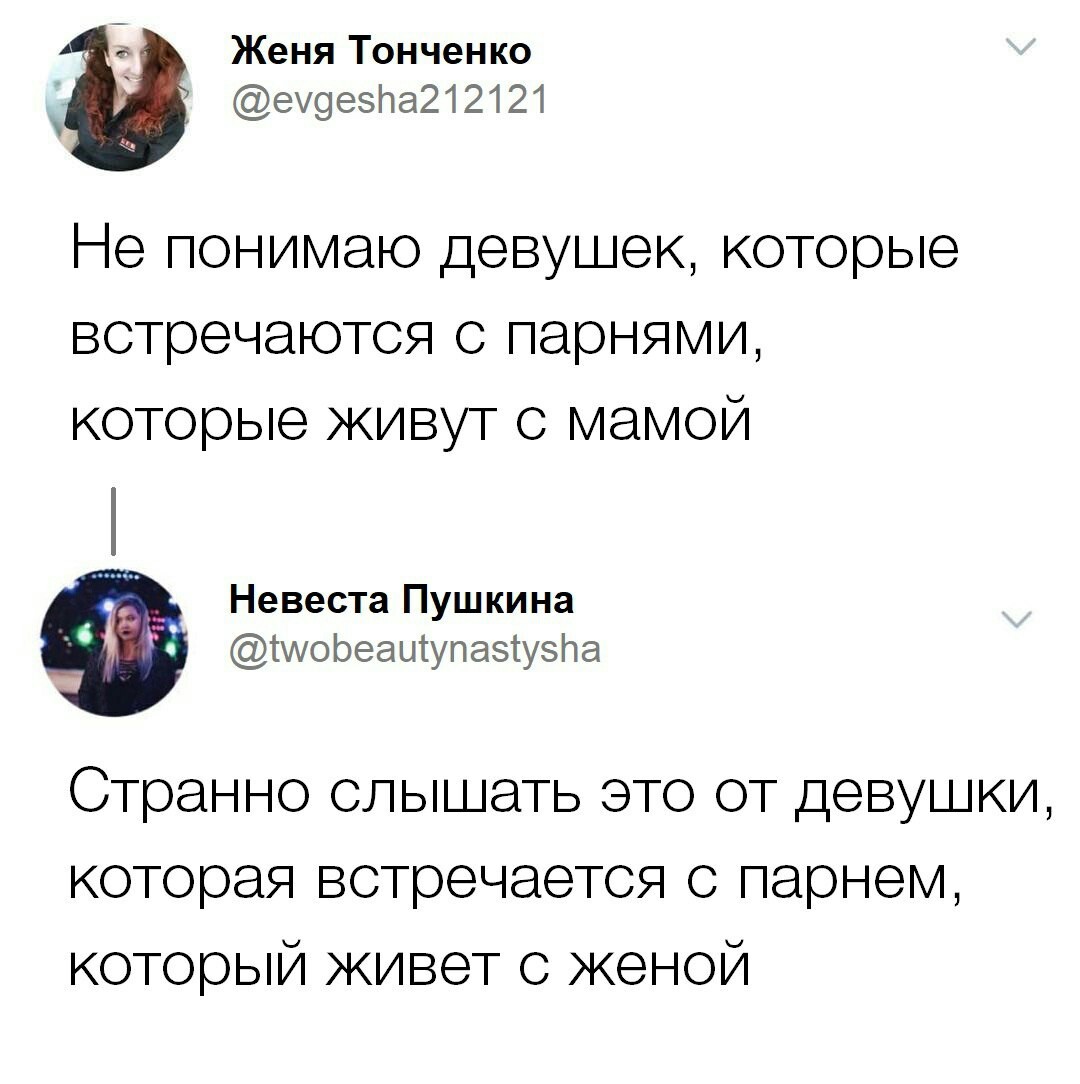 Женя Тонченко
@evgesha212121
Не понимаю девушек, которые
встречаются с парнями,
которые живут с мамой
Невеста Пушкина
@twobeautynastysha
Странно слышать это от девушки,
которая встречается с парнем,
который живет с женой